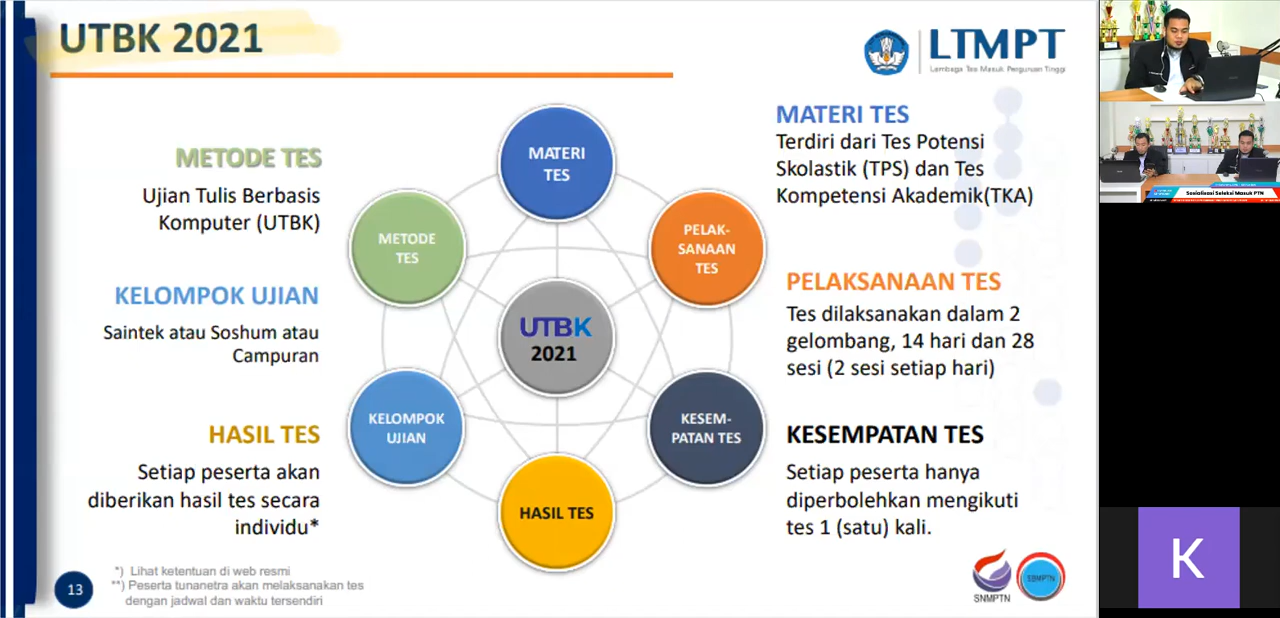 UTBK 2021
LTMPT
Lembaga Tes Masuk Perguruan Tinggi
METODE TES
Ujian Tulis Berbasis
Komputer (UTBK)
KELOMPOK UJIAN
Saintek atau Soshum atau
Campuran
HASIL TES
Setiap peserta akan
diberikan hasil tes secara
individu*
MATERI
TES
METODE
TES
PELAK-
SANAAN
TES
UTBK
2021
KELOMPOK
UJIAN
KESEM-
PATAN TES
HASIL TES
MATERI TES
Terdiri dari Tes Potensi
Skolastik (TPS) dan Tes
Kompetensi Akademik(TKA)
PELAKSANAAN TES
Tes dilaksanakan dalam 2
gelombang, 14 hari dan 28
sesi (2 sesi setiap hari)
KESEMPATAN TES
Setiap peserta hanya
diperbolehkan mengikuti
tes 1 (satu) kali.
13
*) Lihat ketentuan di web resmi
**) Peserta tunanetra akan melaksanakan tes
dengan jadwal dan waktu tersendiri
SNMPTN
SBMPTN
Sosialisasi Seleksi Masuk PTN
K